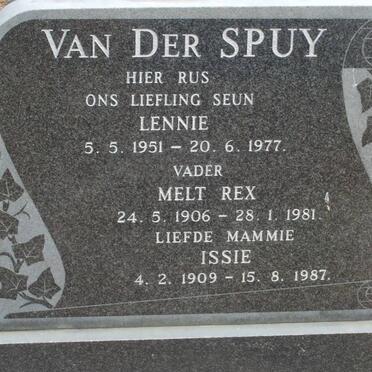 VAN DER SPUY
HIER RUS
ONS LIEFLING SEUN
LENNIE
5. 5. 1951 – 20. 6. 1977.
VADER
MELT REX
24. 5. 1906 – 28. 1. 1981.
LIEFDE MAMMIE
ISSIE
4. 2. 1909 – 15. 8. 1987.